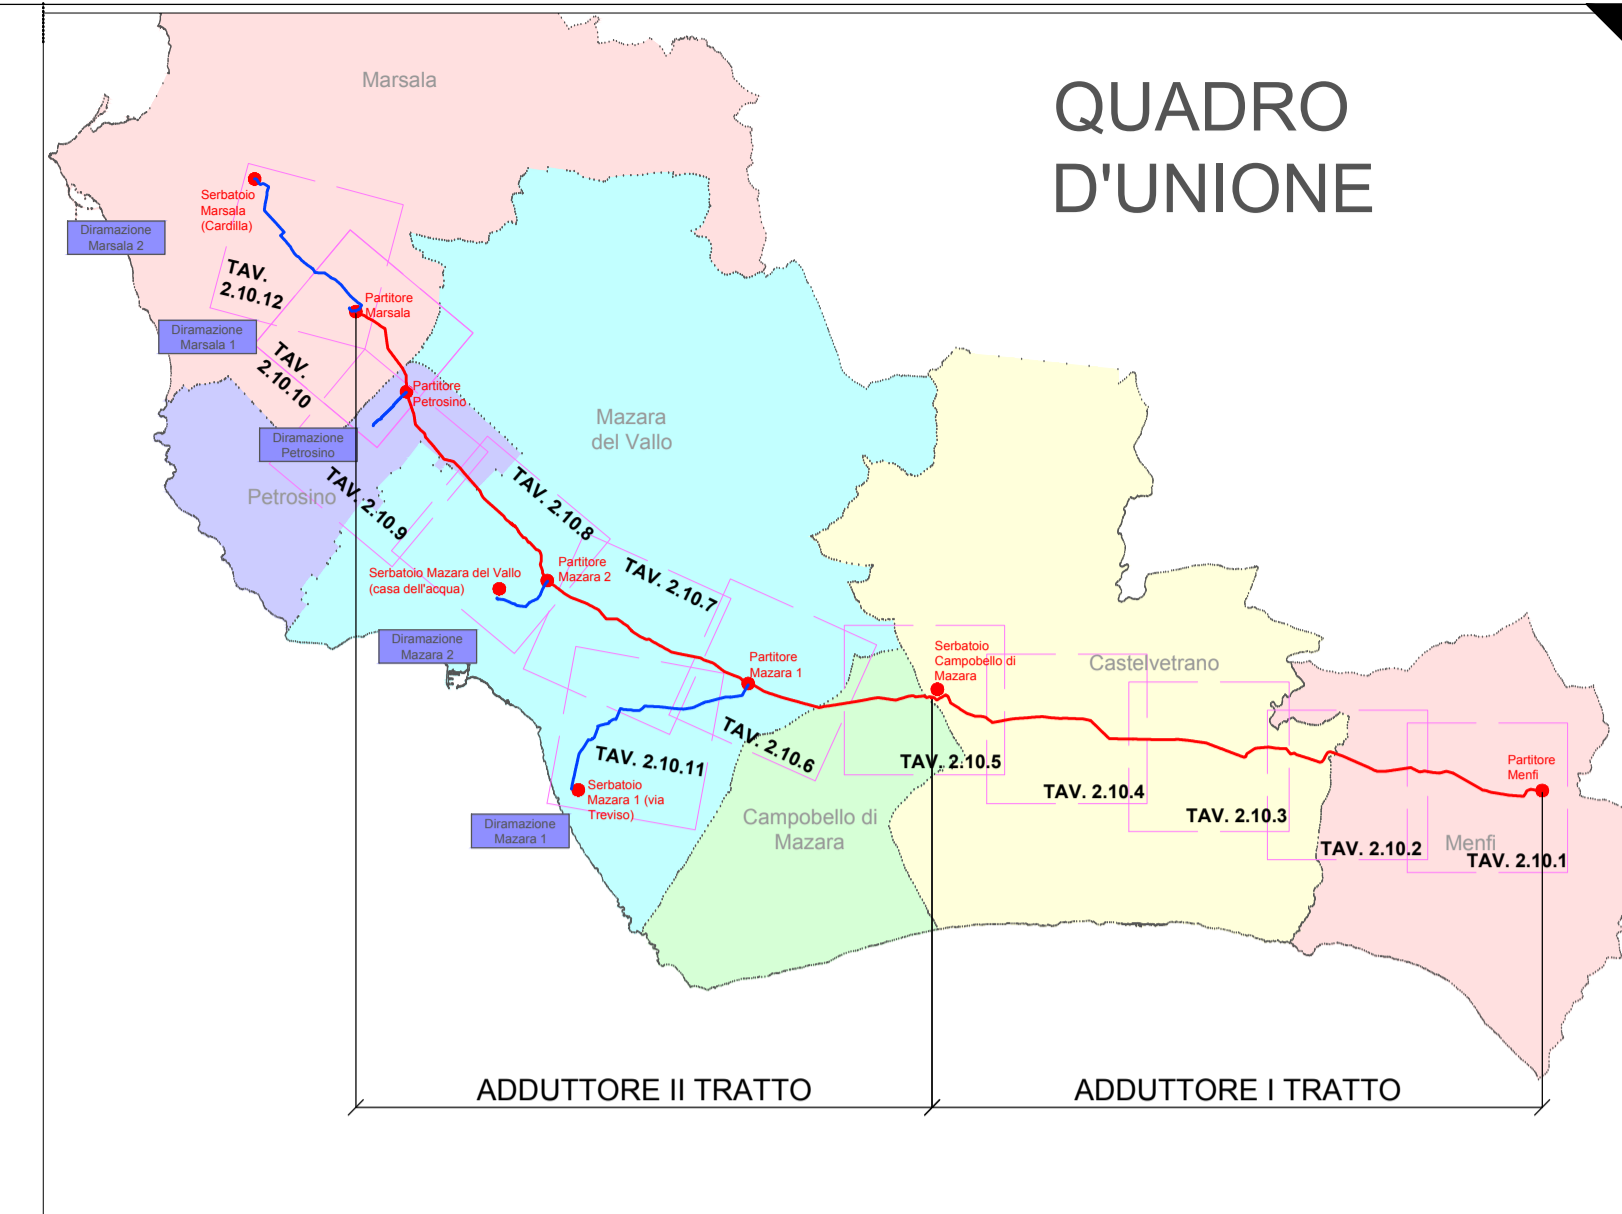 QUADRO
D'UNIONE
Marsala
Serbatoio
Marsala
(Cardilla)
Diramazione
Marsala 2
TAV.
2.10.12
Partitore
Marsala
Diramazione
Marsala 1
TAV.
2.10.10
Partitore
Petrosino
Mazara
del Vallo
Diramazione
Petrosino
Petrosino
TAV. 2.10.9
TAV. 2.10.8
Serbatoio Mazara del Vallo
(casa dell'acqua)
Partitore
Mazara 2
TAV. 2.10.7
Diramazione
Mazara 2
Partitore
Mazara 1
Serbatoio
Campobello di
Mazara
Castelvetrano
TAV. 2.10.6
TAV. 2.10.11
TAV. 2.10.5
Serbatoio
Mazara 1 (via
Treviso)
Diramazione
Mazara 1
Campobello di
Mazara
TAV. 2.10.4
TAV. 2.10.3
Partitore
Menfi
TAV. 2.10.2
Menfi
TAV. 2.10.1
ADDUTTORE II TRATTO
ADDUTTORE I TRATTO